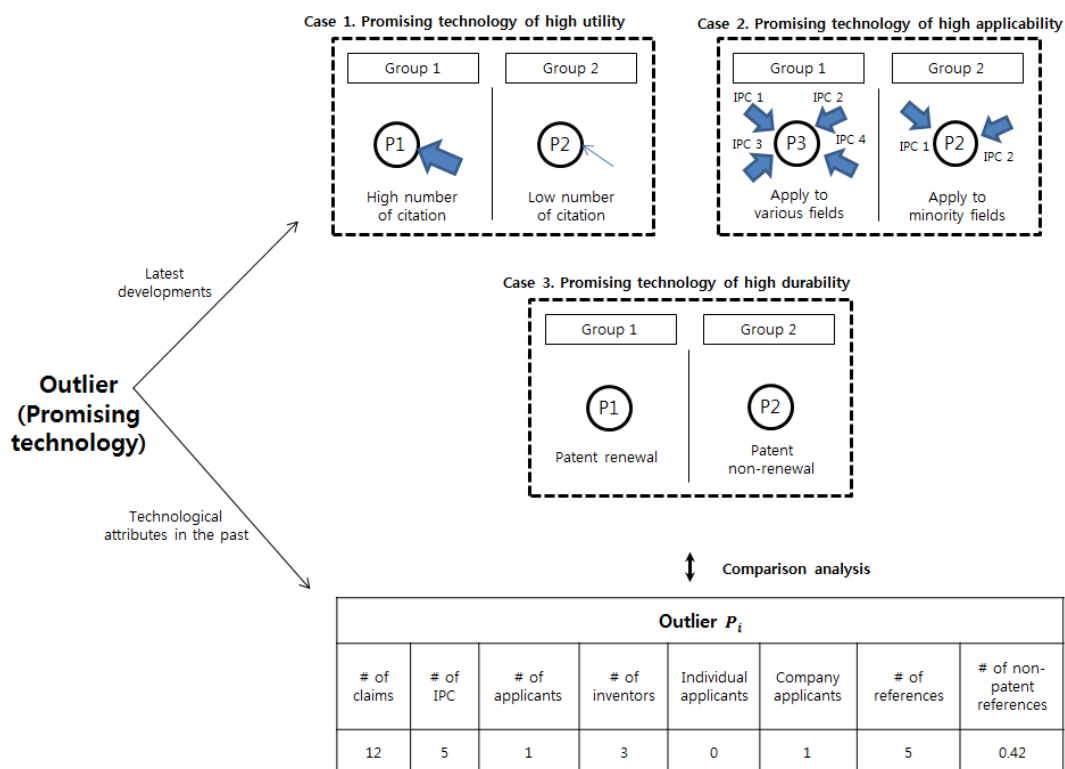 Case 1. Promising technology of high utility
Group 1
Group 2
P1
P2
High number
of citation
Low number
of citation
Case 2. Promising technology of high applicability
Group 1
Group 2
IPC 1
IPC 2
P3
IPC 3
IPC 4
Apply to
various fields
P2
IPC 1
IPC 2
Apply to
minority fields
Latest
developments
Case 3. Promising technology of high durability
Group 1
Group 2
P1
P2
Patent renewal
Patent
non-renewal
Outlier
(Promising
technology)
Technological
attributes in the past
Comparison analysis
Outlier P_i
# of
claims
# of
IPC
# of
applicants
# of
inventors
Individual
applicants
Company
applicants
# of
references
# of non-
patent
references
12
5
1
3
0
1
5
0.42